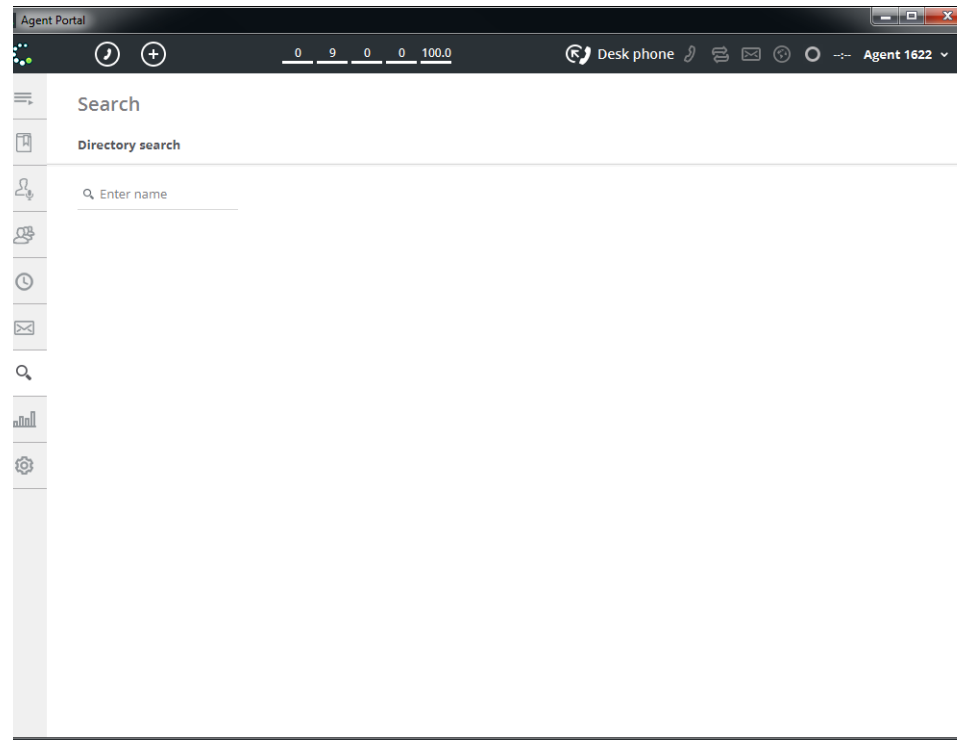 Agent Portal
0 9 0 0 100.0 Desk phone --:-- Agent 1622
Search
Directory search
Enter name